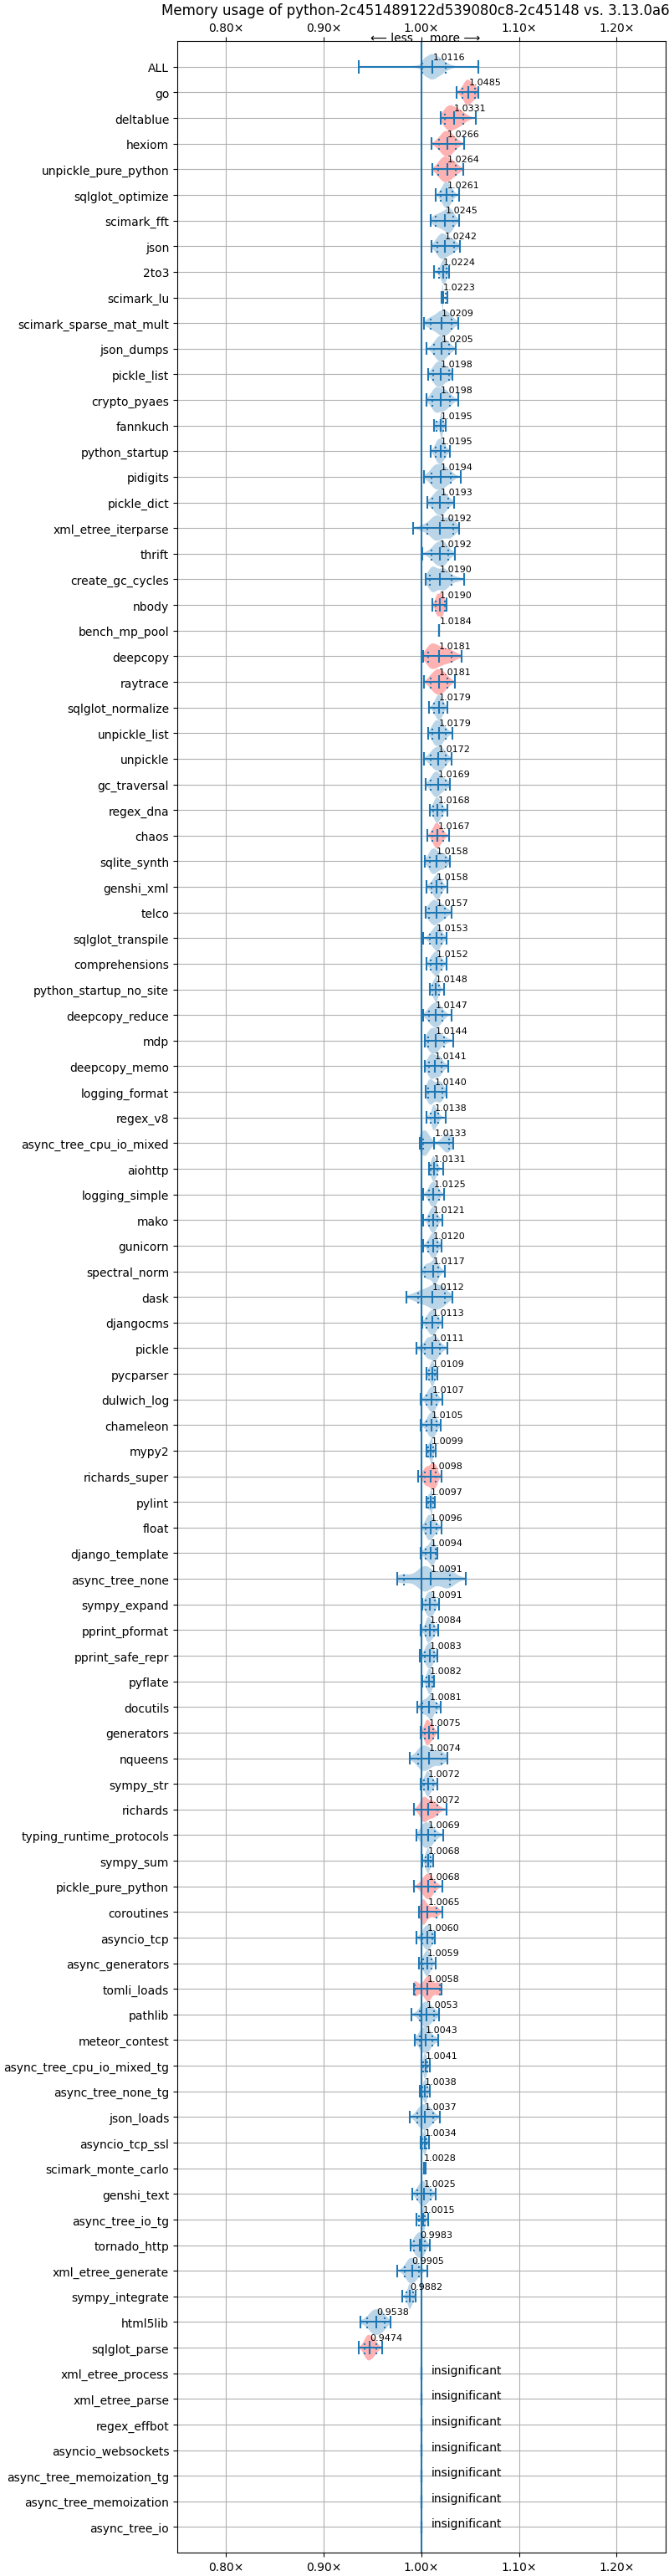 Memory usage of python-2c451489122d539080c8-2c45148 vs. 3.13.0a6
0.80× 0.90× 1.00× 1.10× 1.20×
⟵ less more ⟶
ALL 1.0116
go 1.0485
deltablue 1.0331
hexiom 1.0266
unpickle_pure_python 1.0264
sqlglot_optimize 1.0261
scimark_fft 1.0245
json 1.0242
2to3 1.0224
scimark_lu 1.0223
scimark_sparse_mat_mult 1.0209
json_dumps 1.0205
pickle_list 1.0198
crypto_pyaes 1.0198
fannkuch 1.0195
python_startup 1.0195
pidigits 1.0194
pickle_dict 1.0193
xml_etree_iterparse 1.0192
thrift 1.0192
create_gc_cycles 1.0190
nbody 1.0190
bench_mp_pool 1.0184
deepcopy 1.0181
raytrace 1.0181
sqlglot_normalize 1.0179
unpickle_list 1.0179
unpickle 1.0172
gc_traversal 1.0169
regex_dna 1.0168
chaos 1.0167
sqlite_synth 1.0158
genshi_xml 1.0158
telco 1.0157
sqlglot_transpile 1.0153
comprehensions 1.0152
python_startup_no_site 1.0148
deepcopy_reduce 1.0147
mdp 1.0144
deepcopy_memo 1.0141
logging_format 1.0140
regex_v8 1.0138
async_tree_cpu_io_mixed 1.0133
aiohttp 1.0131
logging_simple 1.0125
mako 1.0121
gunicorn 1.0120
spectral_norm 1.0117
dask 1.0112
djangocms 1.0113
pickle 1.0111
pycparser 1.0109
dulwich_log 1.0107
chameleon 1.0105
mypy2 1.0099
richards_super 1.0098
pylint 1.0097
float 1.0096
django_template 1.0094
async_tree_none 1.0091
sympy_expand 1.0091
pprint_pformat 1.0084
pprint_safe_repr 1.0083
pyflate 1.0082
docutils 1.0081
generators 1.0075
nqueens 1.0074
sympy_str 1.0072
richards 1.0072
typing_runtime_protocols 1.0069
sympy_sum 1.0068
pickle_pure_python 1.0068
coroutines 1.0065
asyncio_tcp 1.0060
async_generators 1.0059
tomli_loads 1.0058
pathlib 1.0053
meteor_contest 1.0043
async_tree_cpu_io_mixed_tg 1.0041
async_tree_none_tg 1.0038
json_loads 1.0037
asyncio_tcp_ssl 1.0034
scimark_monte_carlo 1.0028
genshi_text 1.0025
async_tree_io_tg 1.0015
tornado_http 0.9983
xml_etree_generate 0.9905
sympy_integrate 0.9882
html5lib 0.9538
sqlglot_parse 0.9474
xml_etree_process insignificant
xml_etree_parse insignificant
regex_effbot insignificant
asyncio_websockets insignificant
async_tree_memoization_tg insignificant
async_tree_memoization insignificant
async_tree_io insignificant
0.80× 0.90× 1.00× 1.10× 1.20×